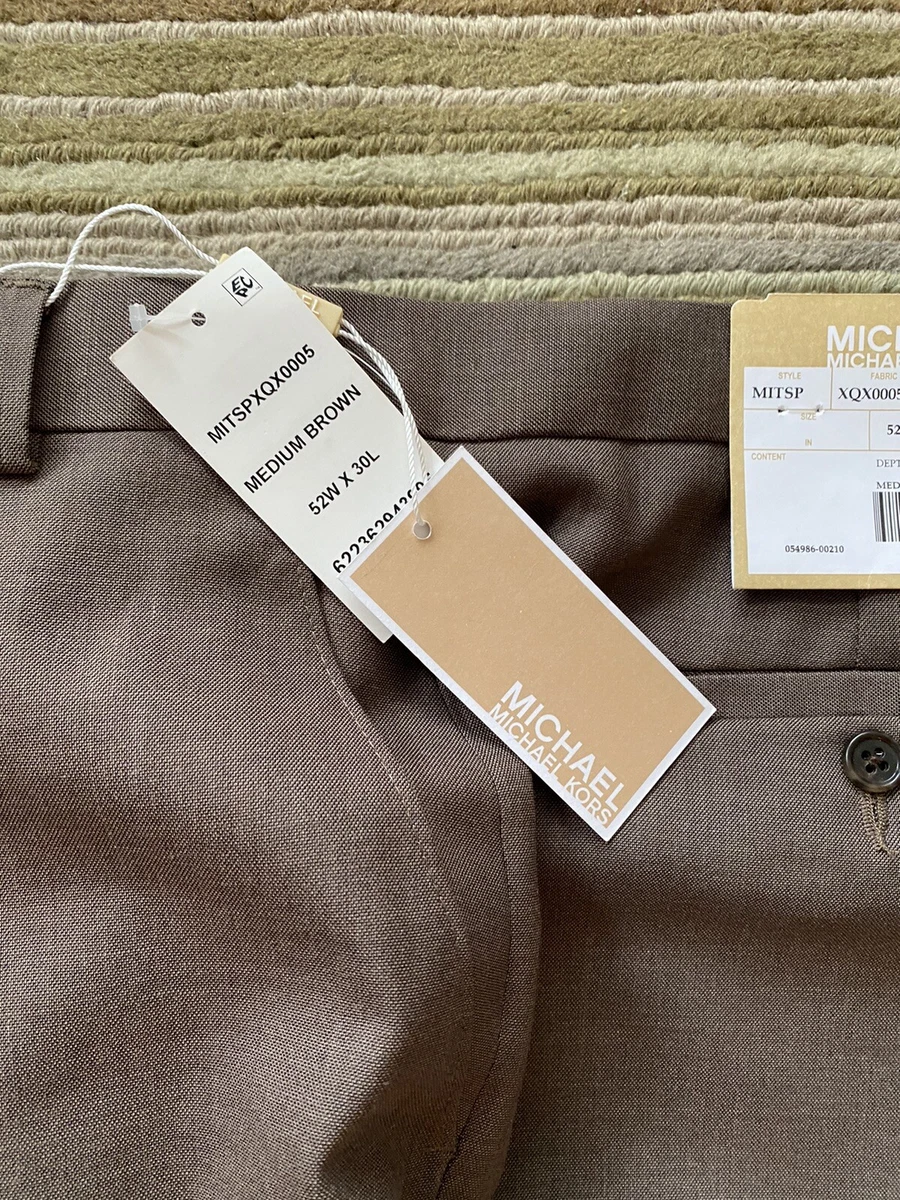 MITSPXQX0005
MEDIUM BROWN
52W X 30L
MICHAEL
MICHAEL KORS
MICH
MICHAE
STYLE
FABRIC
MITSP
XQX0005
SIZE
52
IN
CONTENT
DEPT
MED
054986-00210